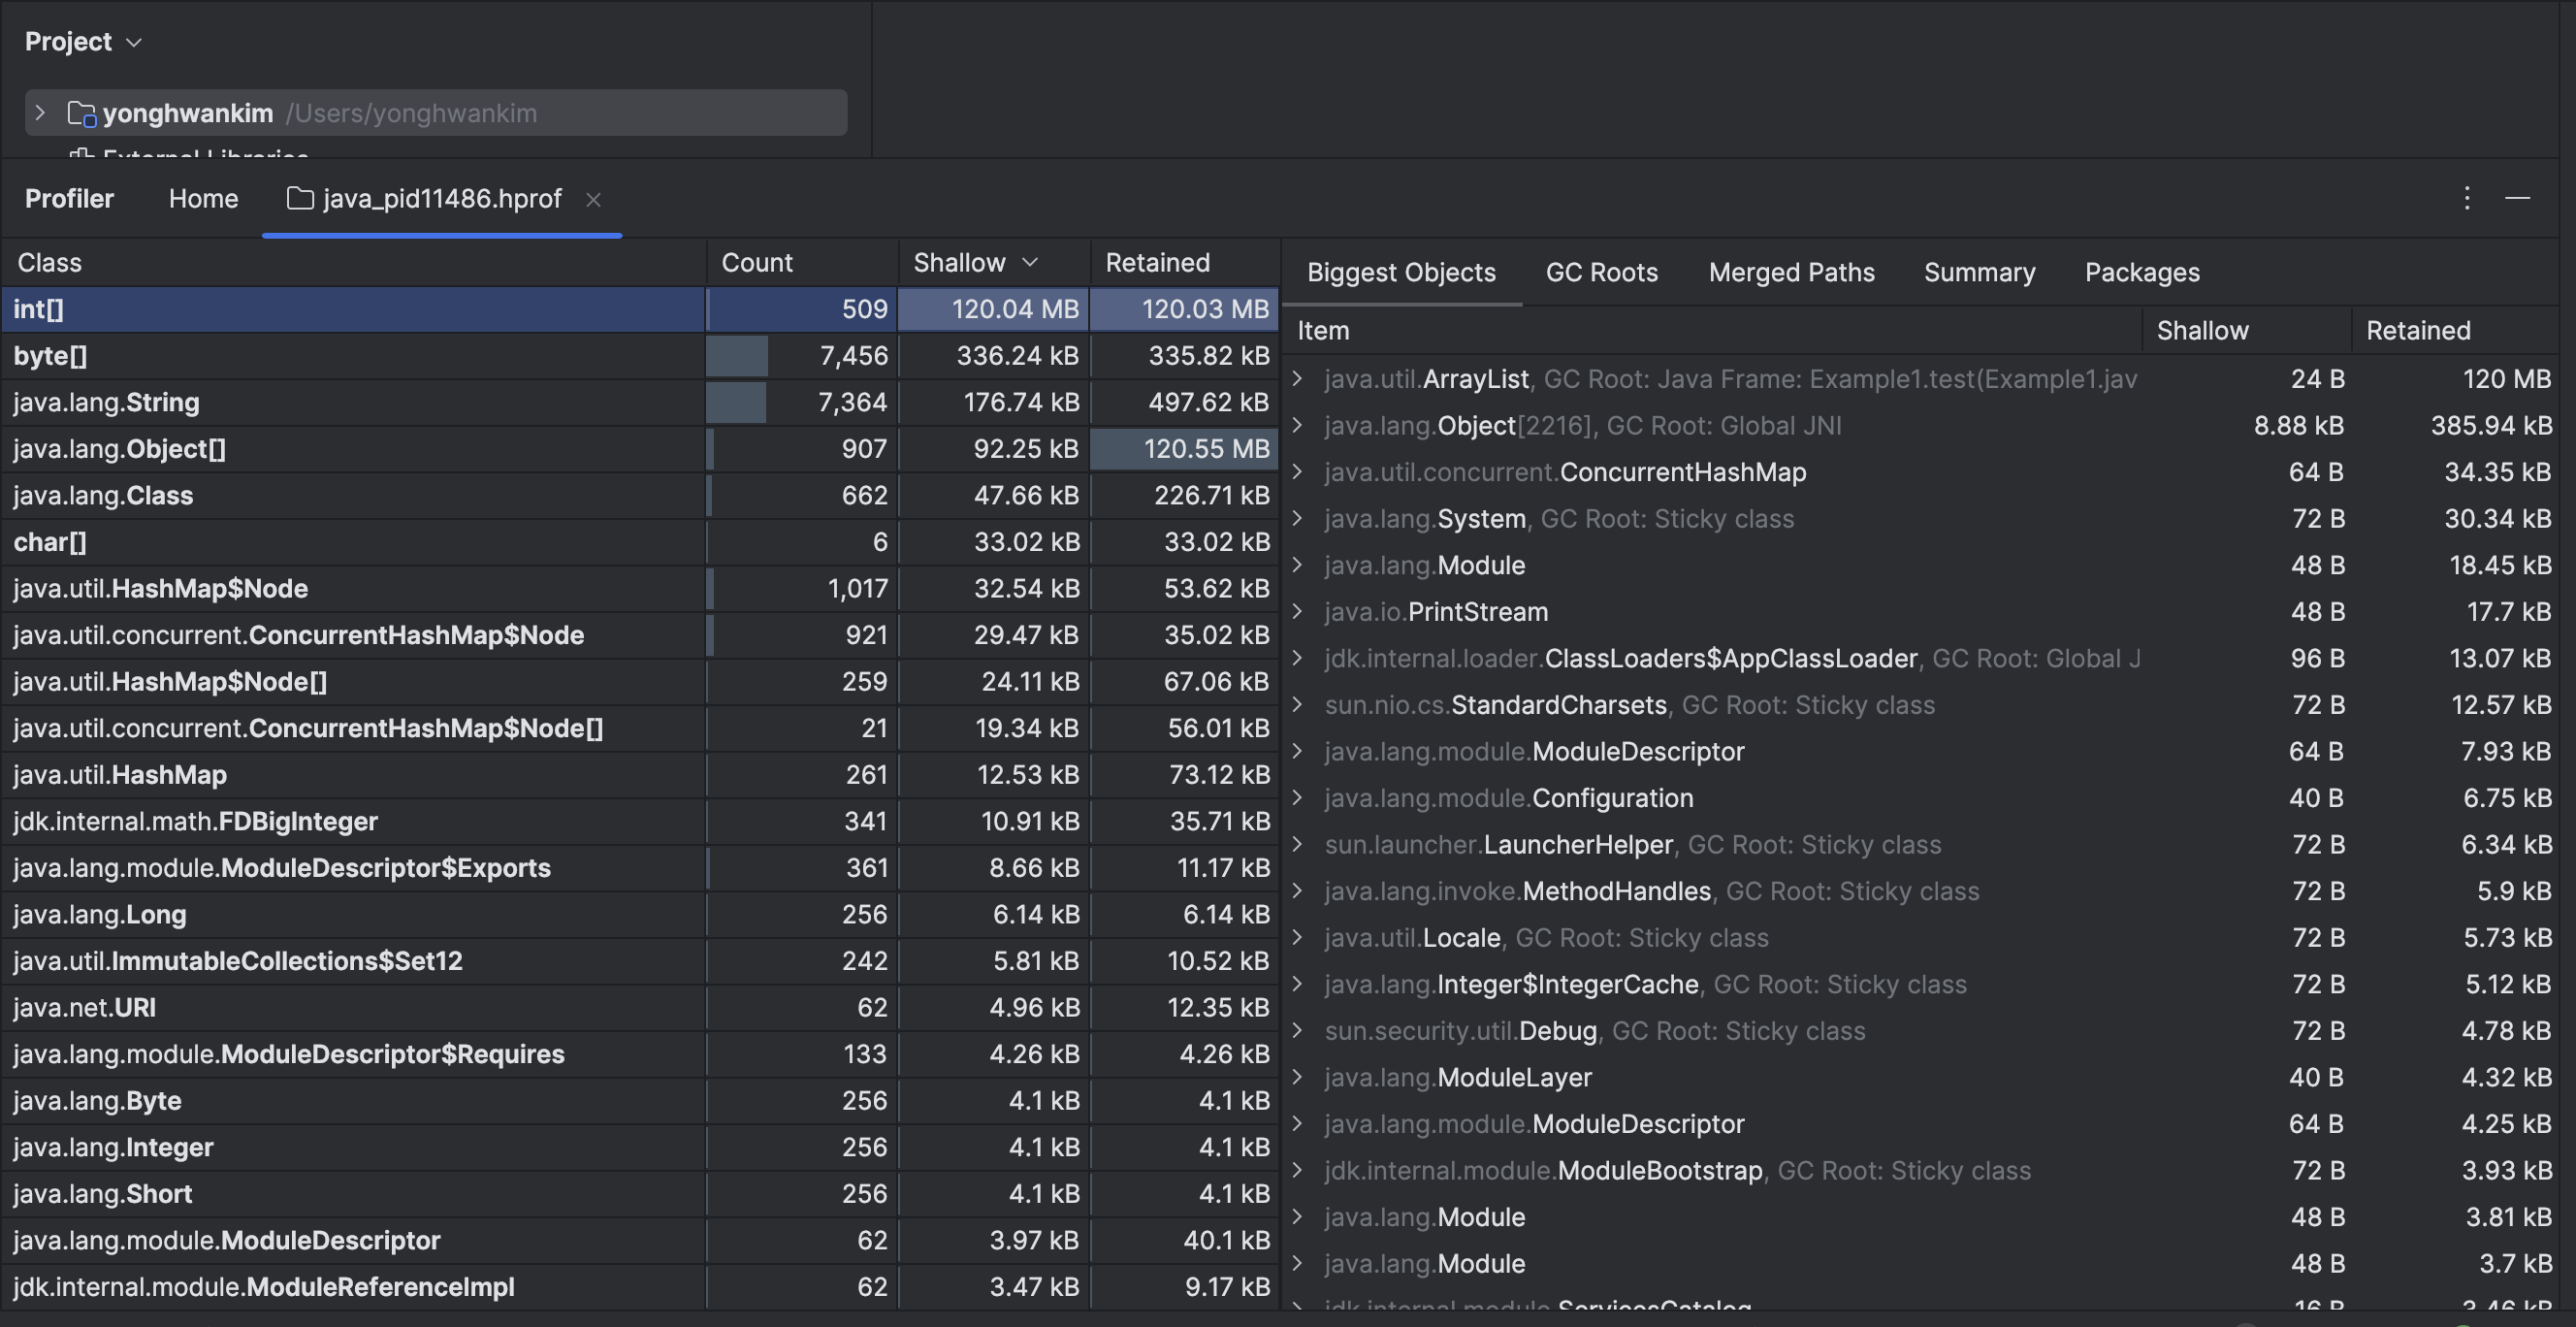 Project
yonghwankim /Users/yonghwankim
External Libraries
Profiler Home java_pid11486.hprof
Class Count Shallow Retained
int[] 509 120.04 MB 120.03 MB
byte[] 7,456 336.24 kB 335.82 kB
java.lang.String 7,364 176.74 kB 497.62 kB
java.lang.Object[] 907 92.25 kB 120.55 MB
java.lang.Class 662 47.66 kB 226.71 kB
char[] 6 33.02 kB 33.02 kB
java.util.HashMap$Node 1,017 32.54 kB 53.62 kB
java.util.concurrent.ConcurrentHashMap$Node 921 29.47 kB 35.02 kB
java.util.HashMap$Node[] 259 24.11 kB 67.06 kB
java.util.concurrent.ConcurrentHashMap$Node[] 21 19.34 kB 56.01 kB
java.util.HashMap 261 12.53 kB 73.12 kB
jdk.internal.math.FDBigInteger 341 10.91 kB 35.71 kB
java.lang.module.ModuleDescriptor$Exports 361 8.66 kB 11.17 kB
java.lang.Long 256 6.14 kB 6.14 kB
java.util.ImmutableCollections$Set12 242 5.81 kB 10.52 kB
java.net.URI 62 4.96 kB 12.35 kB
java.lang.module.ModuleDescriptor$Requires 133 4.26 kB 4.26 kB
java.lang.Byte 256 4.1 kB 4.1 kB
java.lang.Integer 256 4.1 kB 4.1 kB
java.lang.Short 256 4.1 kB 4.1 kB
java.lang.module.ModuleDescriptor 62 3.97 kB 40.1 kB
jdk.internal.module.ModuleReferenceImpl 62 3.47 kB 9.17 kB
Biggest Objects GC Roots Merged Paths Summary Packages
Item Shallow Retained
java.util.ArrayList, GC Root: Java Frame: Example1.test(Example1.jav 24 B 120 MB
java.lang.Object[2216], GC Root: Global JNI 8.88 kB 385.94 kB
java.util.concurrent.ConcurrentHashMap 64 B 34.35 kB
java.lang.System, GC Root: Sticky class 72 B 30.34 kB
java.lang.Module 48 B 18.45 kB
java.io.PrintStream 48 B 17.7 kB
jdk.internal.loader.ClassLoaders$AppClassLoader, GC Root: Global J 96 B 13.07 kB
sun.nio.cs.StandardCharsets, GC Root: Sticky class 72 B 12.57 kB
java.lang.module.ModuleDescriptor 64 B 7.93 kB
java.lang.module.Configuration 40 B 6.75 kB
sun.launcher.LauncherHelper, GC Root: Sticky class 72 B 6.34 kB
java.lang.invoke.MethodHandles, GC Root: Sticky class 72 B 5.9 kB
java.util.Locale, GC Root: Sticky class 72 B 5.73 kB
java.lang.Integer$IntegerCache, GC Root: Sticky class 72 B 5.12 kB
sun.security.util.Debug, GC Root: Sticky class 72 B 4.78 kB
java.lang.ModuleLayer 40 B 4.32 kB
java.lang.module.ModuleDescriptor 64 B 4.25 kB
jdk.internal.module.ModuleBootstrap, GC Root: Sticky class 72 B 3.93 kB
java.lang.Module 48 B 3.81 kB
java.lang.Module 48 B 3.7 kB
jdk.internal.module.ServicesCatalog 16 B 3.46 kB